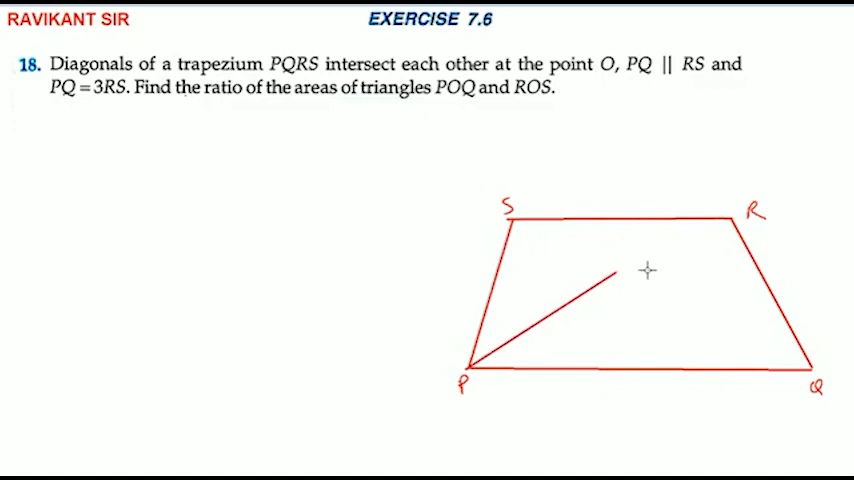 RAVIKANT SIR
EXERCISE 7.6
18. Diagonals of a trapezium PQRS intersect each other at the point O, PQ || RS and
PQ = 3RS. Find the ratio of the areas of triangles POQ and ROS.
S
R
P
Q